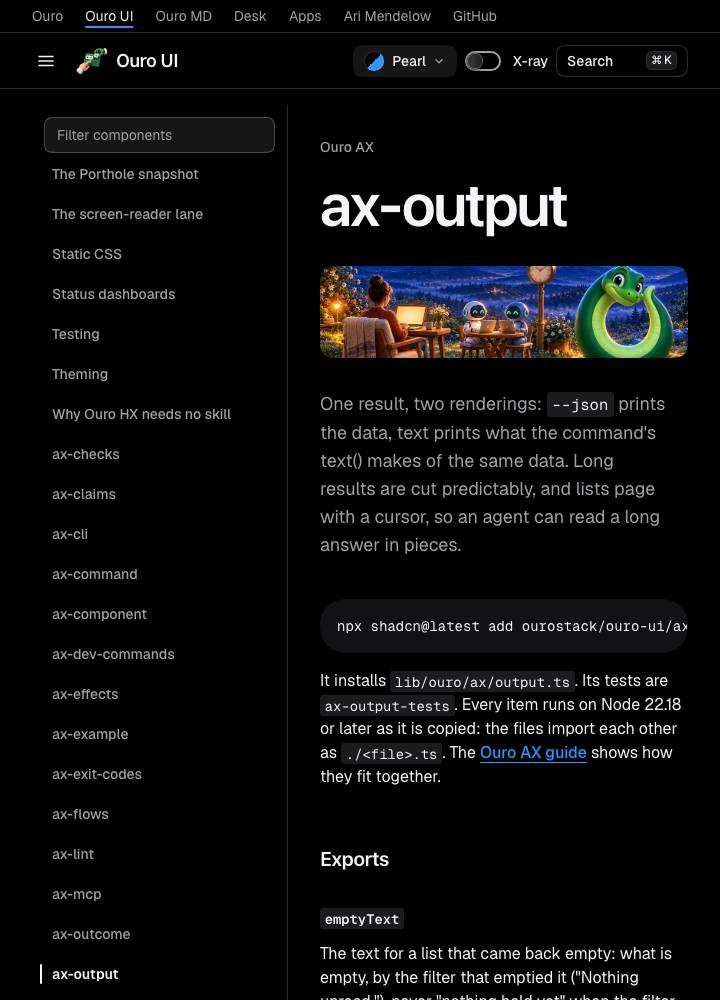 Ouro Ouro UI Ouro MD Desk Apps Ari Mendelow GitHub
Ouro UI Pearl X-ray Search ⌘ K
Filter components
The Porthole snapshot
The screen-reader lane
Static CSS
Status dashboards
Testing
Theming
Why Ouro HX needs no skill
ax-checks
ax-claims
ax-cli
ax-command
ax-component
ax-dev-commands
ax-effects
ax-example
ax-exit-codes
ax-flows
ax-lint
ax-mcp
ax-outcome
ax-output
Ouro AX
ax-output
One result, two renderings: --json prints
the data, text prints what the command's
text() makes of the same data. Long
results are cut predictably, and lists page
with a cursor, so an agent can read a long
answer in pieces.
npx shadcn@latest add ourostack/ouro-ui/ax
It installs lib/ouro/ax/output.ts. Its tests are
ax-output-tests. Every item runs on Node 22.18
or later as it is copied: the files import each other
as ./<file>.ts. The Ouro AX guide shows how
they fit together.
Exports
emptyText
The text for a list that came back empty: what is
empty, by the filter that emptied it ("Nothing
unread."), never "nothing held yet" when the filter